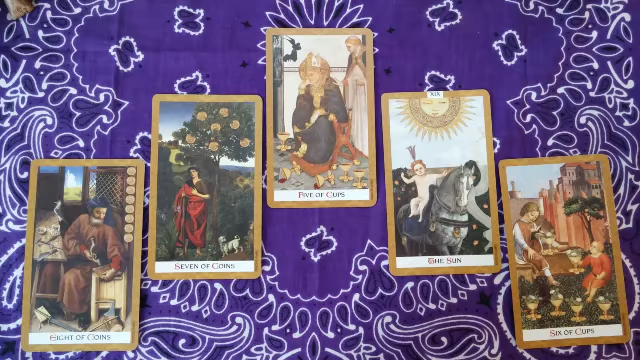 Eight of Coins
Seven of Coins
Five of Cups
XIX
The Sun
Six of Cups